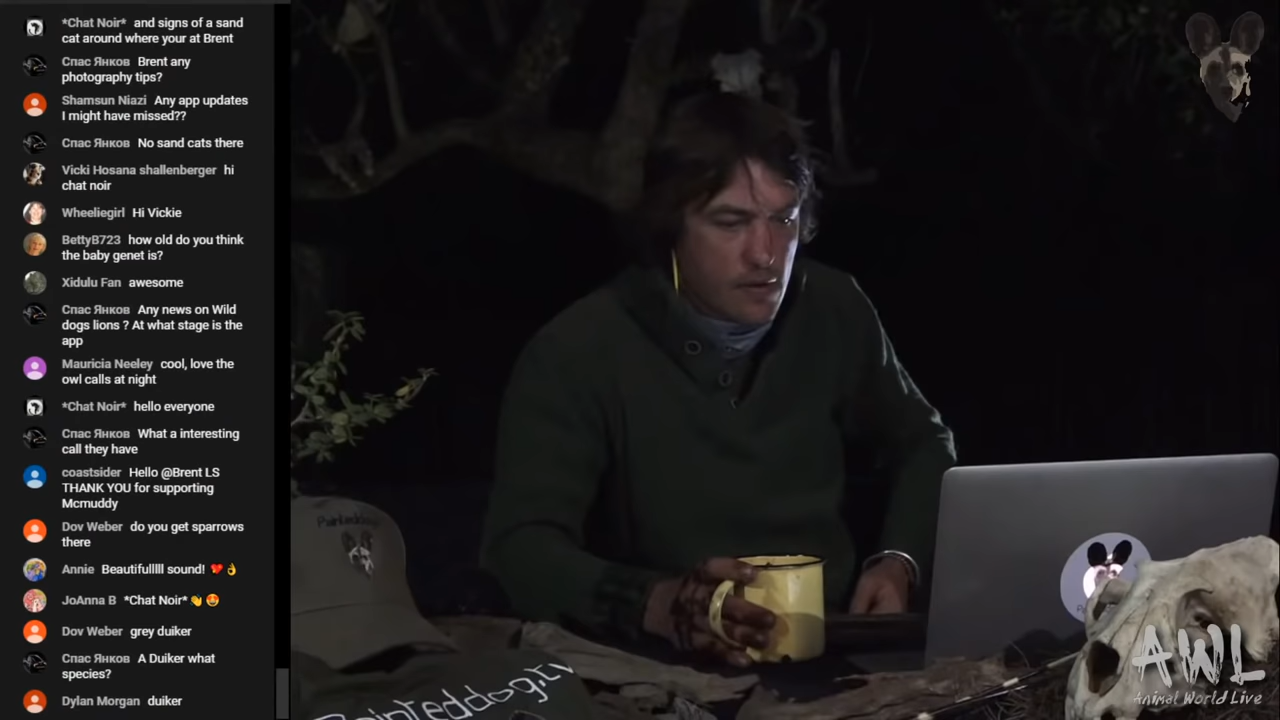 *Chat Noir* and signs of a sand
cat around where your at Brent
Спас Янков Brent any
photography tips?
Shamsun Niazi Any app updates
I might have missed??
Спас Янков No sand cats there
Vicki Hosana shallenberger hi
chat noir
Wheeliegirl Hi Vickie
BettyB723 how old do you think
the baby genet is?
Xidulu Fan awesome
Спас Янков Any news on Wild
dogs lions ? At what stage is the
app
Mauricia Neeley cool, love the
owl calls at night
*Chat Noir* hello everyone
Спас Янков What a interesting
call they have
coastsider Hello @Brent LS
THANK YOU for supporting
Mcmuddy
Dov Weber do you get sparrows
there
Annie Beautifulllll sound! ❤️👌
JoAnna B *Chat Noir*👋🤩
Dov Weber grey duiker
Спас Янков A Duiker what
species?
Dylan Morgan duiker
Painteddog.tv
AWL
Animal World Live